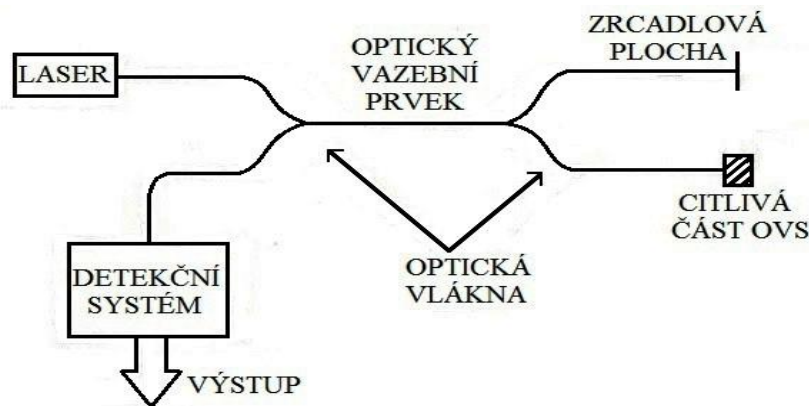 LASER
OPTICKÝ
VAZEBNÍ
PRVEK
ZRCADLOVÁ
PLOCHA
CITLIVÁ
ČÁST OVS
OPTICKÁ
VLÁKNA
DETEKČNÍ
SYSTÉM
VÝSTUP